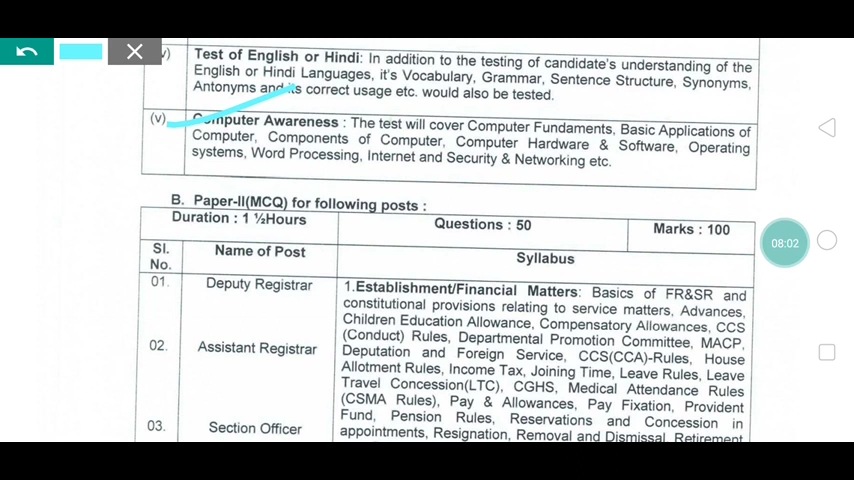 v) Test of English or Hindi: In addition to the testing of candidate's understanding of the
English or Hindi Languages, it's Vocabulary, Grammar, Sentence Structure, Synonyms,
Antonyms and its correct usage etc. would also be tested.
(v) Computer Awareness : The test will cover Computer Fundaments, Basic Applications of
Computer, Components of Computer, Computer Hardware & Software, Operating
systems, Word Processing, Internet and Security & Networking etc.
B. Paper-II(MCQ) for following posts :
Duration : 1 ½Hours Questions : 50 Marks : 100
Sl. No. Name of Post Syllabus
01. Deputy Registrar
02. Assistant Registrar
03. Section Officer
1.Establishment/Financial Matters: Basics of FR&SR and
constitutional provisions relating to service matters, Advances,
Children Education Allowance, Compensatory Allowances, CCS
(Conduct) Rules, Departmental Promotion Committee, MACP,
Deputation and Foreign Service, CCS(CCA)-Rules, House
Allotment Rules, Income Tax, Joining Time, Leave Rules, Leave
Travel Concession(LTC), CGHS, Medical Attendance Rules
(CSMA Rules), Pay & Allowances, Pay Fixation, Provident
Fund, Pension Rules, Reservations and Concession in
appointments, Resignation, Removal and Dismissal, Retirement
08:02